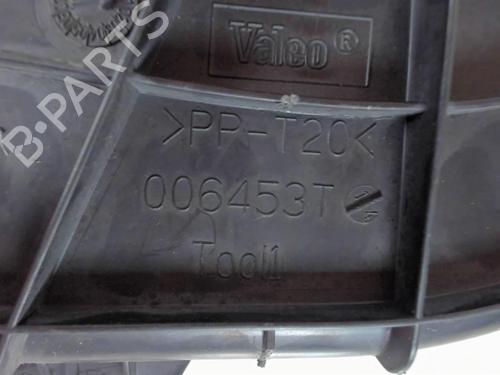 Valeo®
B-PARTS
>PP-T20<
006453T
Tool1